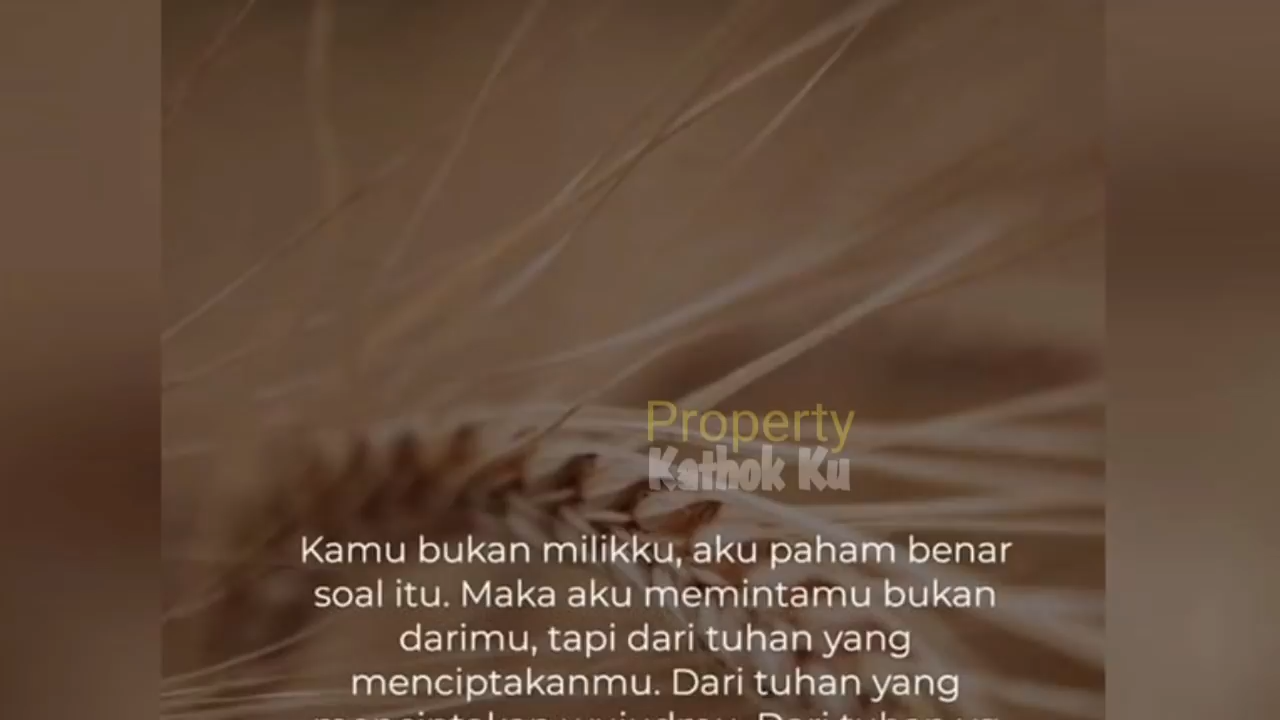 Property
Kathok Ku
Kamu bukan milikku, aku paham benar
soal itu. Maka aku memintamu bukan
darimu, tapi dari tuhan yang
menciptakanmu. Dari tuhan yang